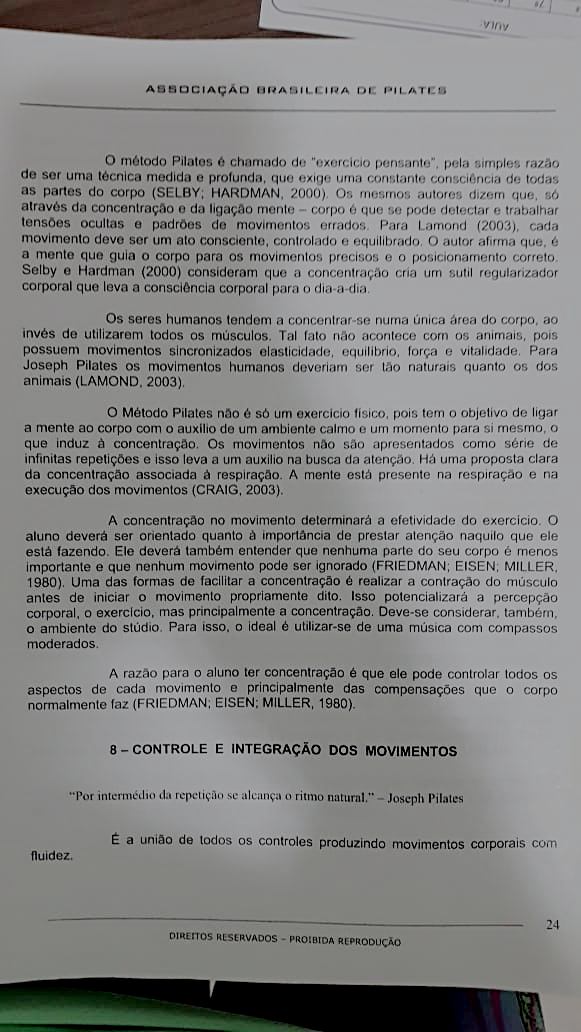 AULA:
7º
ASSOCIAÇÃO BRASILEIRA DE PILATES
O método Pilates é chamado de "exercício pensante", pela simples razão
de ser uma técnica medida e profunda, que exige uma constante consciência de todas
as partes do corpo (SELBY; HARDMAN, 2000). Os mesmos autores dizem que, só
através da concentração e da ligação mente – corpo é que se pode detectar e trabalhar
tensões ocultas e padrões de movimentos errados. Para Lamond (2003), cada
movimento deve ser um ato consciente, controlado e equilibrado. O autor afirma que, é
a mente que guia o corpo para os movimentos precisos e o posicionamento correto.
Selby e Hardman (2000) consideram que a concentração cria um sutil regularizador
corporal que leva a consciência corporal para o dia-a-dia.
Os seres humanos tendem a concentrar-se numa única área do corpo, ao
invés de utilizarem todos os músculos. Tal fato não acontece com os animais, pois
possuem movimentos sincronizados elasticidade, equilíbrio, força e vitalidade. Para
Joseph Pilates os movimentos humanos deveriam ser tão naturais quanto os dos
animais (LAMOND, 2003).
O Método Pilates não é só um exercício físico, pois tem o objetivo de ligar
a mente ao corpo com o auxílio de um ambiente calmo e um momento para si mesmo, o
que induz à concentração. Os movimentos não são apresentados como série de
infinitas repetições e isso leva a um auxílio na busca da atenção. Há uma proposta clara
da concentração associada à respiração. A mente está presente na respiração e na
execução dos movimentos (CRAIG, 2003).
A concentração no movimento determinará a efetividade do exercício. O
aluno deverá ser orientado quanto à importância de prestar atenção naquilo que ele
está fazendo. Ele deverá também entender que nenhuma parte do seu corpo é menos
importante e que nenhum movimento pode ser ignorado (FRIEDMAN; EISEN; MILLER,
1980). Uma das formas de facilitar a concentração é realizar a contração do músculo
antes de iniciar o movimento propriamente dito. Isso potencializará a percepção
corporal, o exercício, mas principalmente a concentração. Deve-se considerar, também,
o ambiente do stúdio. Para isso, o ideal é utilizar-se de uma música com compassos
moderados.
A razão para o aluno ter concentração é que ele pode controlar todos os
aspectos de cada movimento e principalmente das compensações que o corpo
normalmente faz (FRIEDMAN; EISEN; MILLER, 1980).
8 – CONTROLE E INTEGRAÇÃO DOS MOVIMENTOS
"Por intermédio da repetição se alcança o ritmo natural." – Joseph Pilates
É a união de todos os controles produzindo movimentos corporais com
fluidez.
24
DIREITOS RESERVADOS – PROIBIDA REPRODUÇÃO